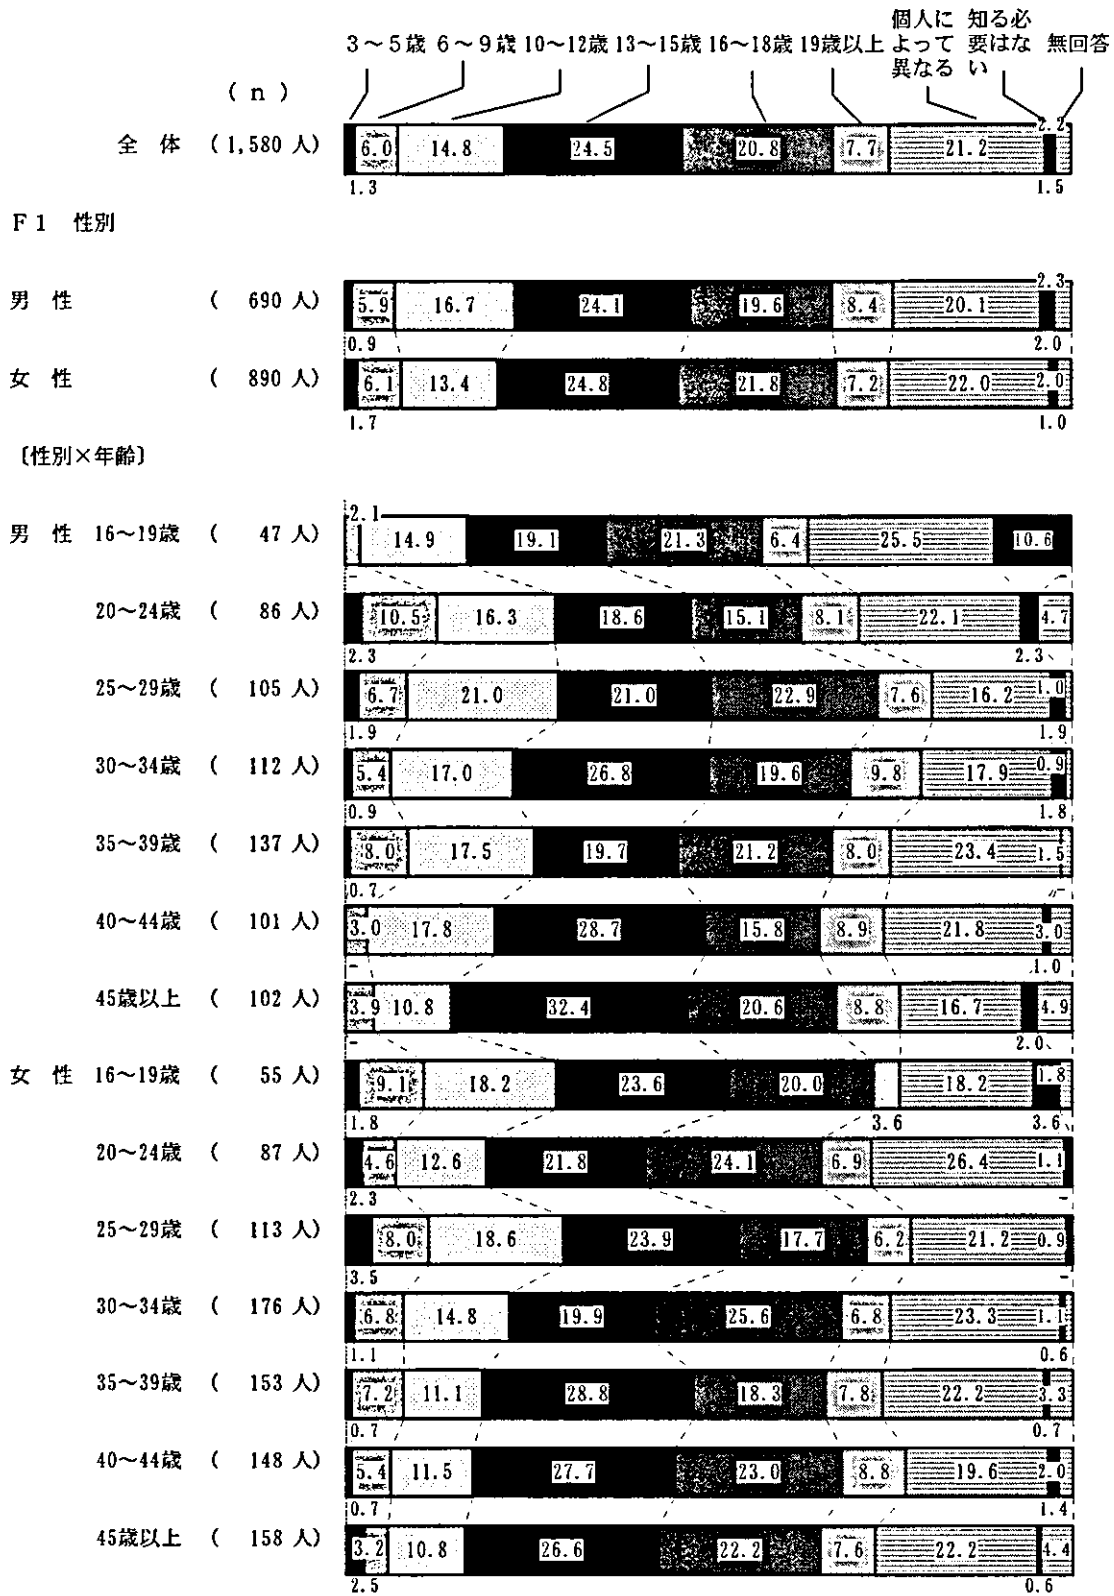 個人に 知る必
3～5歳 6～9歳 10～12歳 13～15歳 16～18歳 19歳以上 よって 要はな 無回答
異なる い
(n)
2.2
全 体 (1,580 人) 6.0 14.8 24.5 20.8 7.7 21.2
1.3 1.5
F1 性別
2.3
男 性 ( 690 人) 5.9 16.7 24.1 19.6 8.4 20.1
0.9 2.0
女 性 ( 890 人) 6.1 13.4 24.8 21.8 7.2 22.0 2.0
1.7 1.0
〔性別×年齢〕
2.1
男 性 16～19歳 ( 47 人) 14.9 19.1 21.3 6.4 25.5 10.6
- -
20～24歳 ( 86 人) 10.5 16.3 18.6 15.1 8.1 22.1 4.7
2.3 2.3
25～29歳 ( 105 人) 6.7 21.0 21.0 22.9 7.6 16.2 1.0
1.9 1.9
30～34歳 ( 112 人) 5.4 17.0 26.8 19.6 9.8 17.9 0.9
0.9 1.8
35～39歳 ( 137 人) 8.0 17.5 19.7 21.2 8.0 23.4 1.5
0.7 -
40～44歳 ( 101 人) 3.0 17.8 28.7 15.8 8.9 21.8 3.0
- 1.0
45歳以上 ( 102 人) 3.9 10.8 32.4 20.6 8.8 16.7 4.9
- 2.0
女 性 16～19歳 ( 55 人) 9.1 18.2 23.6 20.0 18.2 1.8
1.8 3.6 3.6
20～24歳 ( 87 人) 4.6 12.6 21.8 24.1 6.9 26.4 1.1
2.3 -
25～29歳 ( 113 人) 8.0 18.6 23.9 17.7 6.2 21.2 0.9
3.5 -
30～34歳 ( 176 人) 6.8 14.8 19.9 25.6 6.8 23.3 1.1
1.1 0.6
35～39歳 ( 153 人) 7.2 11.1 28.8 18.3 7.8 22.2 3.3
0.7 0.7
40～44歳 ( 148 人) 5.4 11.5 27.7 23.0 8.8 19.6 2.0
0.7 1.4
45歳以上 ( 158 人) 3.2 10.8 26.6 22.2 7.6 22.2 4.4
2.5 0.6